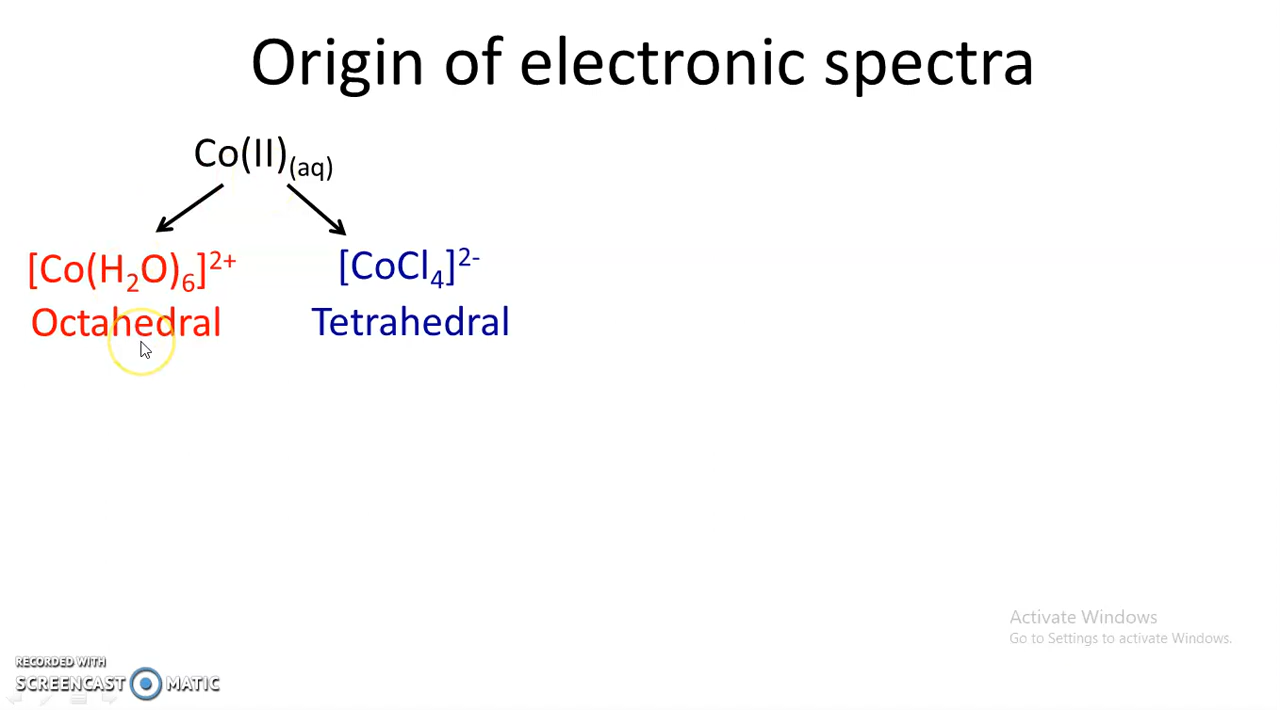 Origin of electronic spectra
Co(II)(aq)
[Co(H₂O)₆]²⁺
[CoCl₄]²⁻
Octahedral
Tetrahedral
Activate Windows
Go to Settings to activate Windows.
RECORDED WITH
SCREENCAST MATIC